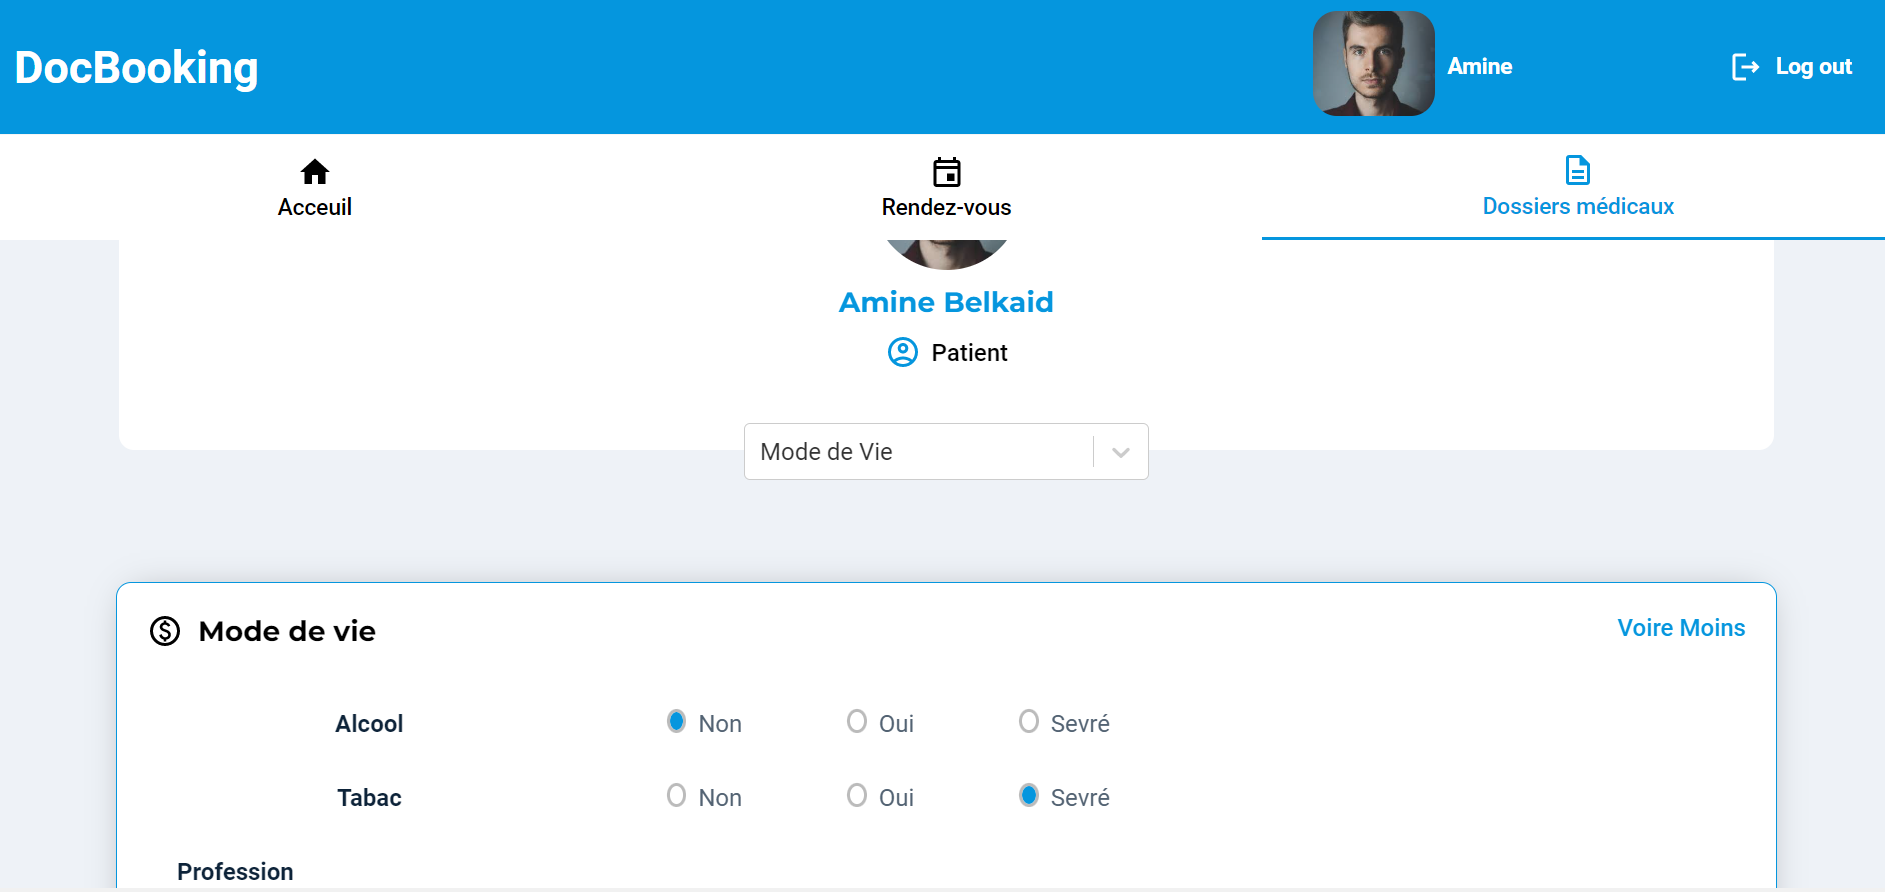 DocBooking
Amine
Log out
Acceuil
Rendez-vous
Dossiers médicaux
Amine Belkaid
Patient
Mode de Vie
Mode de vie
Voire Moins
Alcool Non Oui Sevré
Tabac Non Oui Sevré
Profession